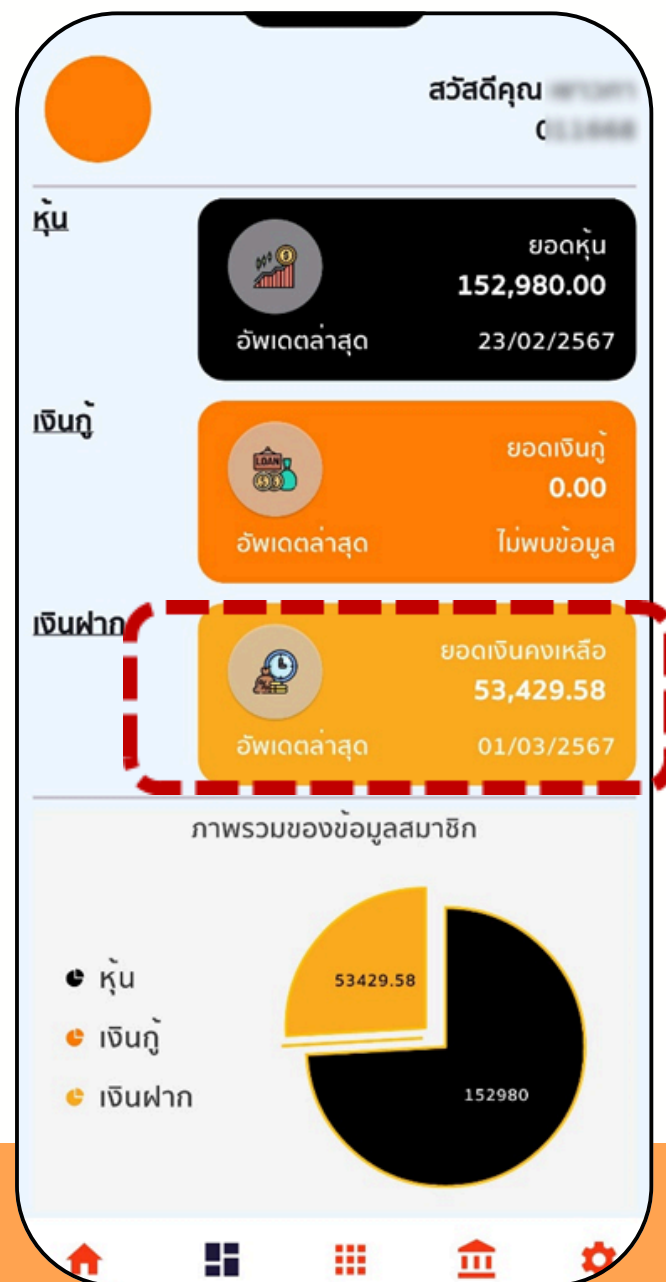 สวัสดีคุณ
หุ้น
ยอดหุ้น
152,980.00
อัพเดตล่าสุด 23/02/2567
เงินกู้
LOAN
ยอดเงินกู้
0.00
อัพเดตล่าสุด ไม่พบข้อมูล
เงินฝาก
ยอดเงินคงเหลือ
53,429.58
อัพเดตล่าสุด 01/03/2567
ภาพรวมของข้อมูลสมาชิก
หุ้น
เงินกู้
เงินฝาก
53429.58
152980